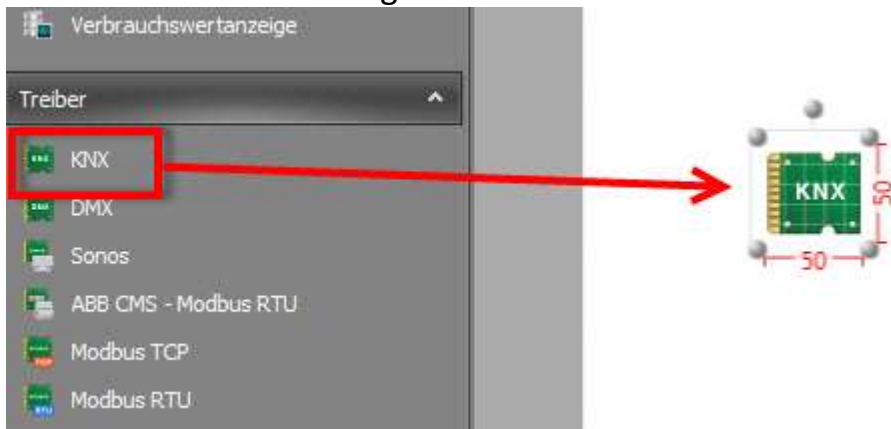 Verbrauchswertanzeige
Treiber
KNX
DMX
Sonos
ABB CMS - Modbus RTU
Modbus TCP
Modbus RTU
KNX
50
50